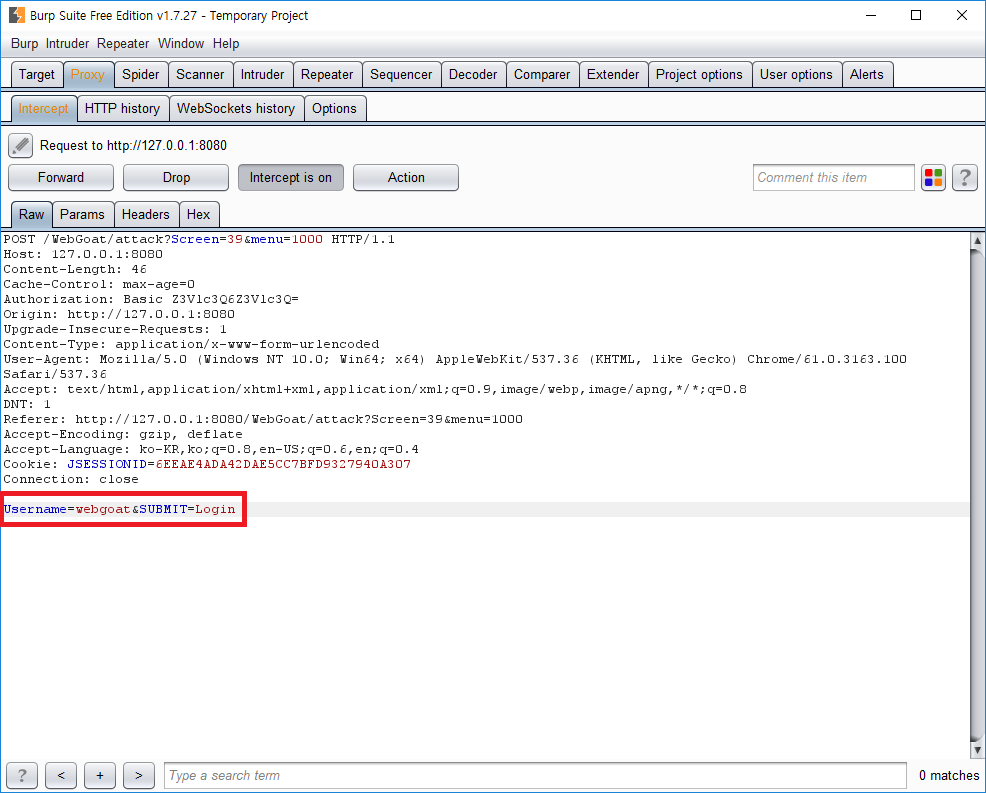 Burp Suite Free Edition v1.7.27 - Temporary Project
Burp Intruder Repeater Window Help
Target Proxy Spider Scanner Intruder Repeater Sequencer Decoder Comparer Extender Project options User options Alerts
Intercept HTTP history WebSockets history Options
Request to http://127.0.0.1:8080
Forward Drop Intercept is on Action Comment this item ?
Raw Params Headers Hex
POST /WebGoat/attack?Screen=39&menu=1000 HTTP/1.1
Host: 127.0.0.1:8080
Content-Length: 46
Cache-Control: max-age=0
Authorization: Basic Z3Vlc3Q6Z3Vlc3Q=
Origin: http://127.0.0.1:8080
Upgrade-Insecure-Requests: 1
Content-Type: application/x-www-form-urlencoded
User-Agent: Mozilla/5.0 (Windows NT 10.0; Win64; x64) AppleWebKit/537.36 (KHTML, like Gecko) Chrome/61.0.3163.100
Safari/537.36
Accept: text/html,application/xhtml+xml,application/xml;q=0.9,image/webp,image/apng,*/*;q=0.8
DNT: 1
Referer: http://127.0.0.1:8080/WebGoat/attack?Screen=39&menu=1000
Accept-Encoding: gzip, deflate
Accept-Language: ko-KR,ko;q=0.8,en-US;q=0.6,en;q=0.4
Cookie: JSESSIONID=6EEAE4ADA42DAE5CC7BFD9327940A307
Connection: close
Username=webgoat&SUBMIT=Login
? < + > Type a search term 0 matches